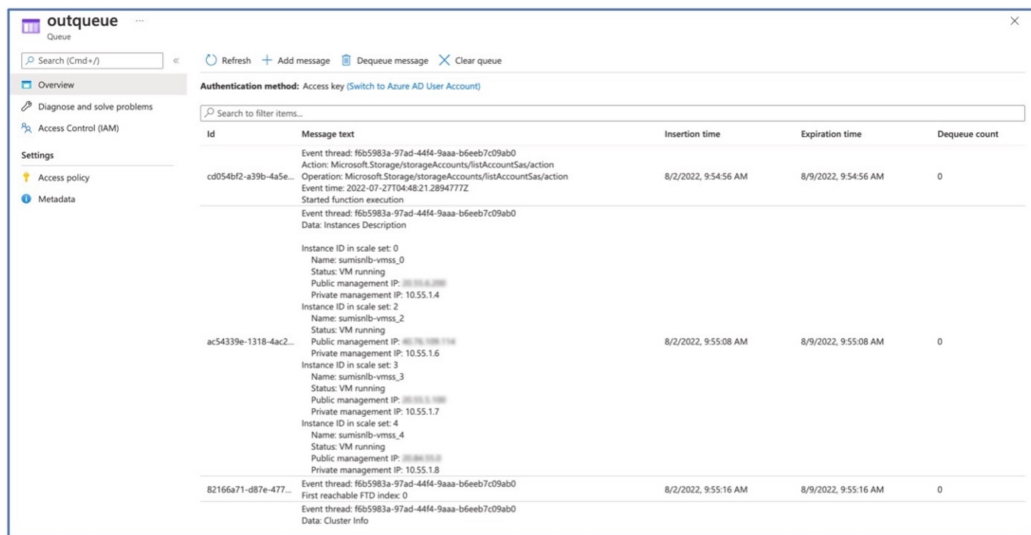 outqueue ...
Queue
Search (Cmd+/)
«
Overview
Diagnose and solve problems
Access Control (IAM)
Settings
Access policy
Metadata
Refresh
Add message
Dequeue message
Clear queue
Authentication method: Access key (Switch to Azure AD User Account)
Search to filter items...
Id Message text Insertion time Expiration time Dequeue count
Event thread: f6b5983a-97ad-44f4-9aaa-b6eeb7c09ab0
Action: Microsoft.Storage/storageAccounts/listAccountSas/action
cd054bf2-a39b-4a5e... Operation: Microsoft.Storage/storageAccounts/listAccountSas/action 8/2/2022, 9:54:56 AM 8/9/2022, 9:54:56 AM 0
Event time: 2022-07-27T04:48:21.2894777Z
Started function execution
Event thread: f6b5983a-97ad-44f4-9aaa-b6eeb7c09ab0
Data: Instances Description
Instance ID in scale set: 0
Name: sumisnlb-vmss_0
Status: VM running
Public management IP:
Private management IP: 10.55.1.4
Instance ID in scale set: 2
Name: sumisnlb-vmss_2
Status: VM running
ac54339e-1318-4ac2... Public management IP: 8/2/2022, 9:55:08 AM 8/9/2022, 9:55:08 AM 0
Private management IP: 10.55.1.6
Instance ID in scale set: 3
Name: sumisnlb-vmss_3
Status: VM running
Public management IP:
Private management IP: 10.55.1.7
Instance ID in scale set: 4
Name: sumisnlb-vmss_4
Status: VM running
Public management IP:
Private management IP: 10.55.1.8
Event thread: f6b5983a-97ad-44f4-9aaa-b6eeb7c09ab0
82166a71-d87e-477... First reachable FTD index: 0 8/2/2022, 9:55:16 AM 8/9/2022, 9:55:16 AM 0
Event thread: f6b5983a-97ad-44f4-9aaa-b6eeb7c09ab0
Data: Cluster Info